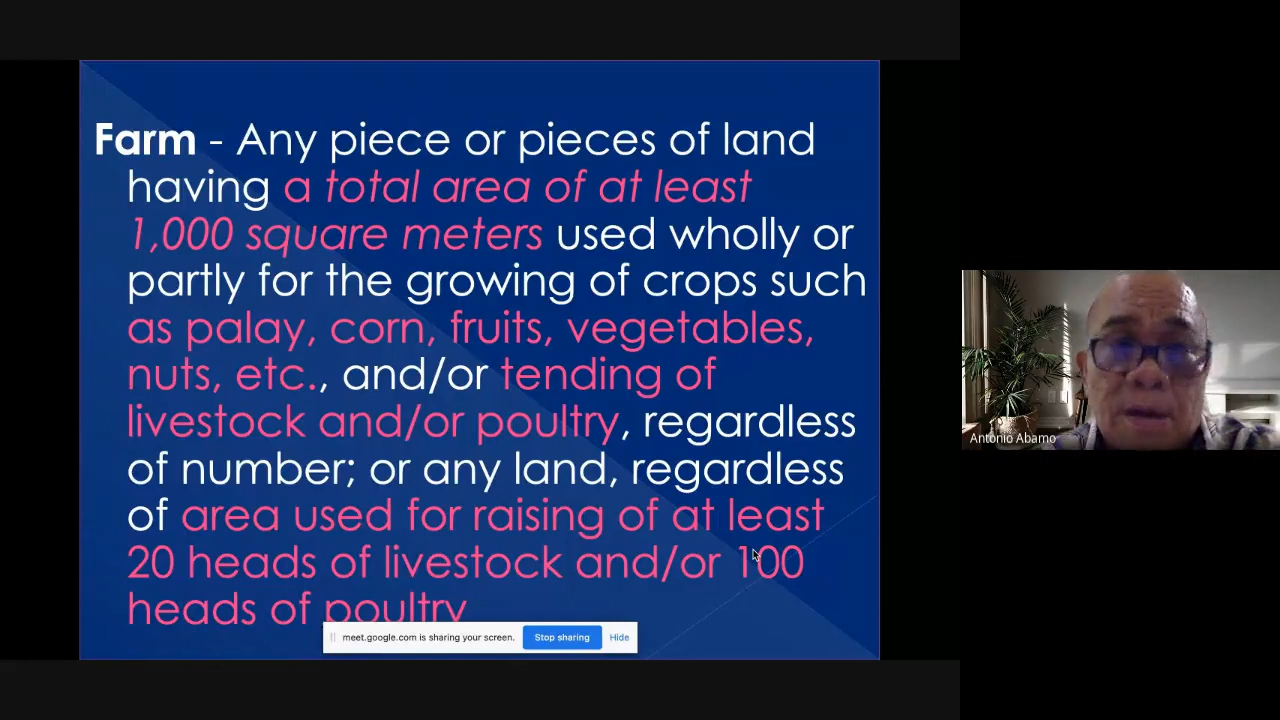 Farm - Any piece or pieces of land
having a total area of at least
1,000 square meters used wholly or
partly for the growing of crops such
as palay, corn, fruits, vegetables,
nuts, etc., and/or tending of
livestock and/or poultry, regardless
of number; or any land, regardless
of area used for raising of at least
20 heads of livestock and/or 100
heads of poultry
meet.google.com is sharing your screen. Stop sharing Hide
Antonio Abamo